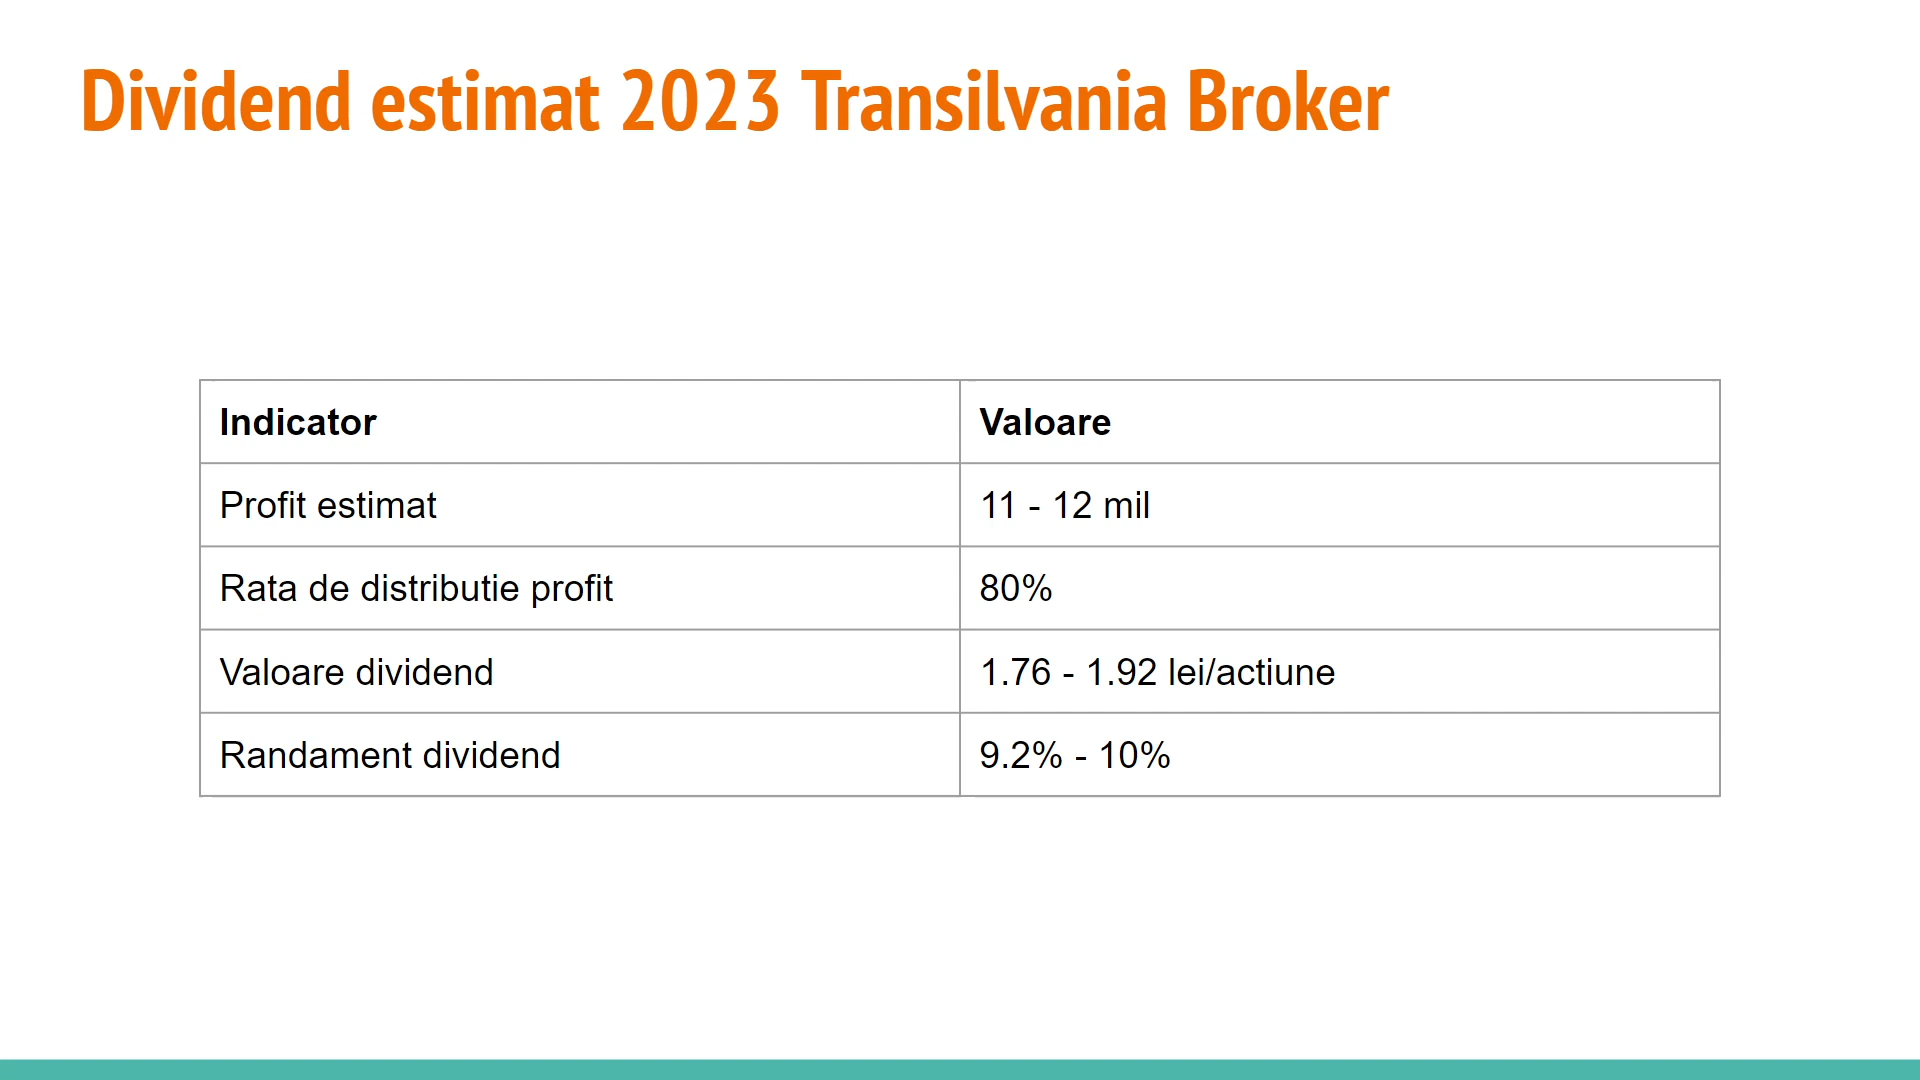 Dividend estimat 2023 Transilvania Broker
Indicator Valoare
Profit estimat 11 - 12 mil
Rata de distributie profit 80%
Valoare dividend 1.76 - 1.92 lei/actiune
Randament dividend 9.2% - 10%